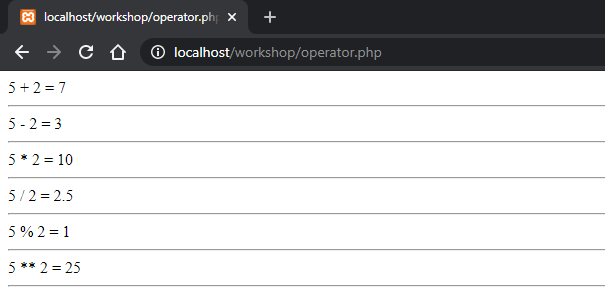 localhost/workshop/operator.php
localhost/workshop/operator.php
5 + 2 = 7
5 - 2 = 3
5 * 2 = 10
5 / 2 = 2.5
5 % 2 = 1
5 ** 2 = 25